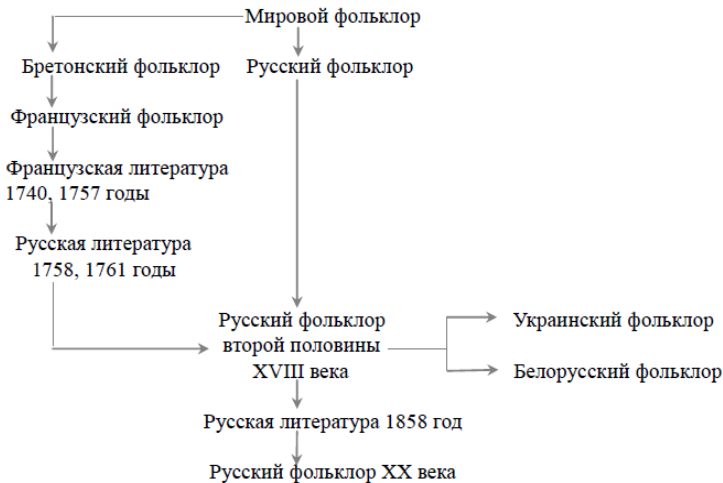 Мировой фольклор
Бретонский фольклор
Русский фольклор
Французский фольклор
Французская литература
1740, 1757 годы
Русская литература
1758, 1761 годы
Русский фольклор
второй половины
XVIII века
Украинский фольклор
Белорусский фольклор
Русская литература 1858 год
Русский фольклор XX века